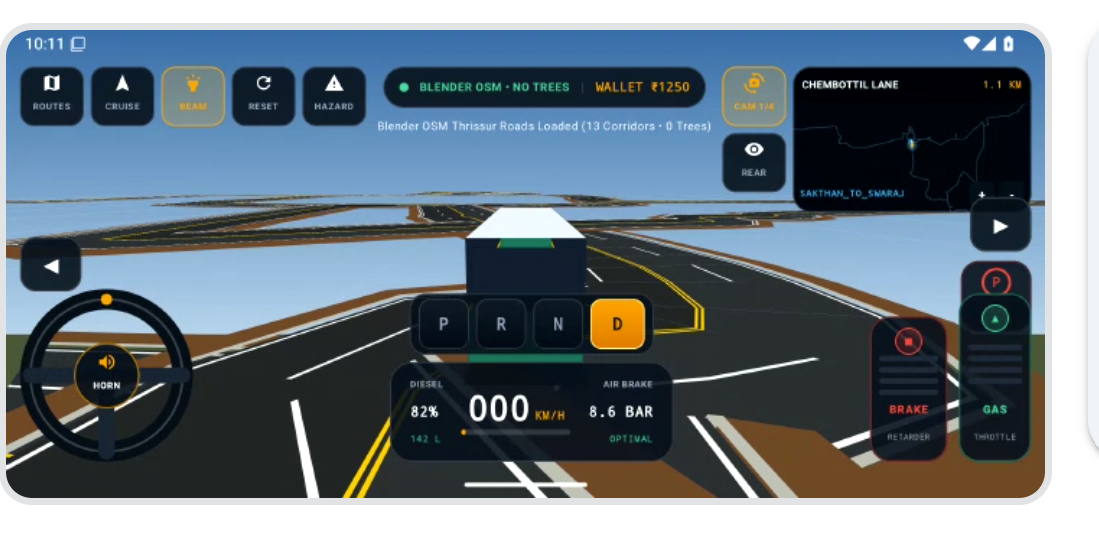 10:11
ROUTES
CRUISE
BEAM
RESET
HAZARD
BLENDER OSM • NO TREES | WALLET ₹1250
Blender OSM Thrissur Roads Loaded (13 Corridors • 0 Trees)
CAM 1/4
REAR
CHEMBOTTIL LANE 1.1 KM
SAKTHAN_TO_SWARAJ
+ -
P R N D
HORN
DIESEL
82%
142 L
000 KM/H
AIR BRAKE
8.6 BAR
OPTIMAL
P
BRAKE
RETARDER
GAS
THROTTLE